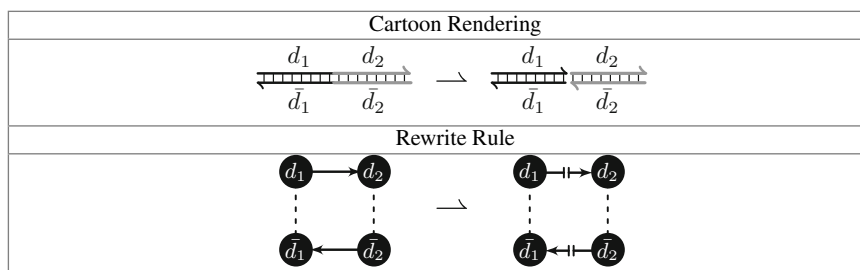 Cartoon Rendering
d₁ d₂ ⇀ d₁ d₂
d̄₁ d̄₂ d̄₁ d̄₂
Rewrite Rule
d₁ d₂ ⇀ d₁ d₂
d̄₁ d̄₂ d̄₁ d̄₂